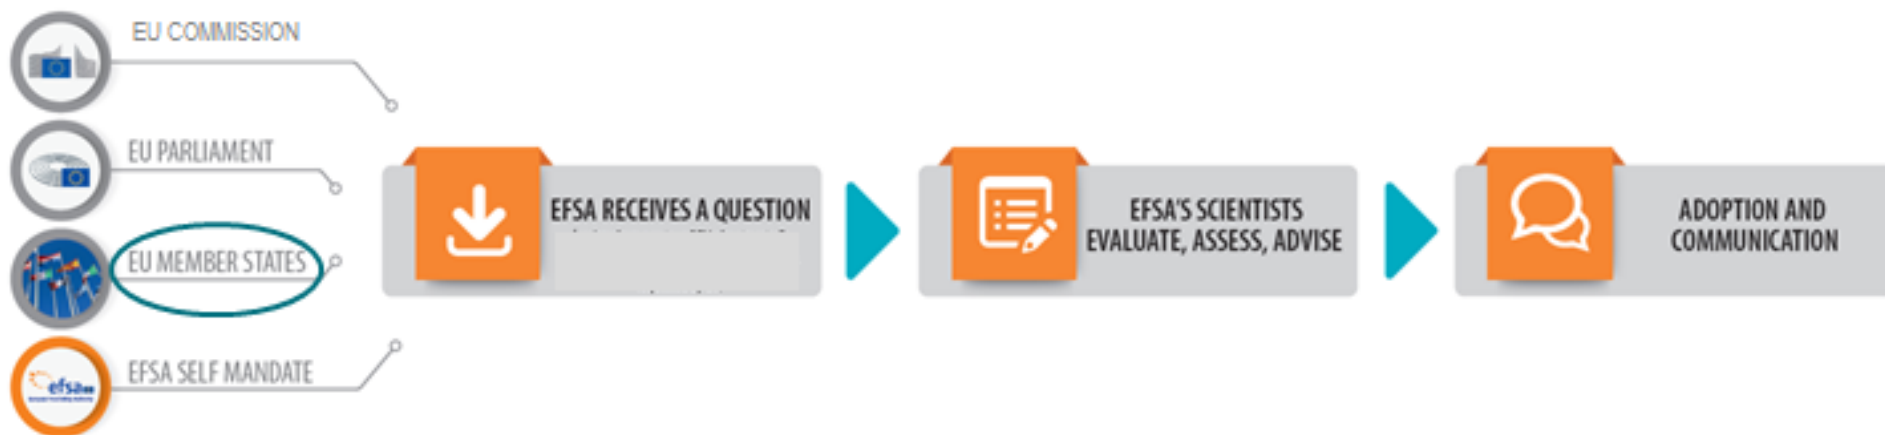 EU COMMISSION
EU PARLIAMENT
EU MEMBER STATES
EFSA SELF MANDATE
efsa
EFSA RECEIVES A QUESTION
EFSA'S SCIENTISTS
EVALUATE, ASSESS, ADVISE
ADOPTION AND
COMMUNICATION